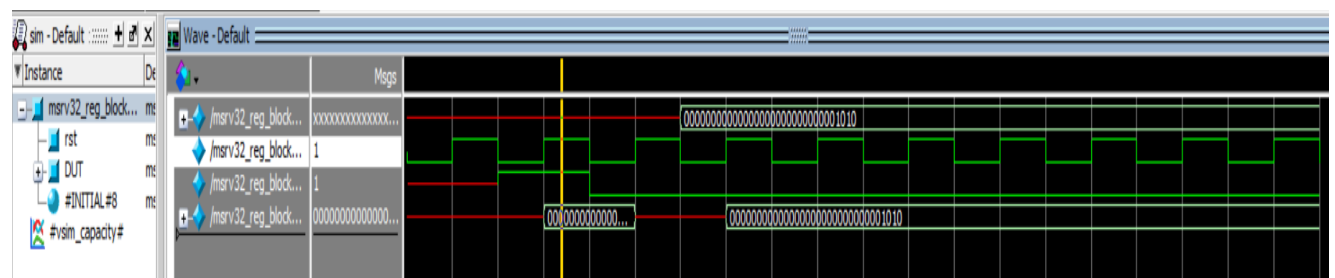 sim - Default
Wave - Default
Instance
De
Msgs
msrv32_reg_block... ms
rst ms
DUT ms
#INITIAL#8 ms
#vsim_capacity#
/msrv32_reg_block... xxxxxxxxxxxxxx...
/msrv32_reg_block... 1
/msrv32_reg_block... 1
/msrv32_reg_block... 00000000000000...
00000000000000000000000000001010
000000000000...
00000000000000000000000000001010